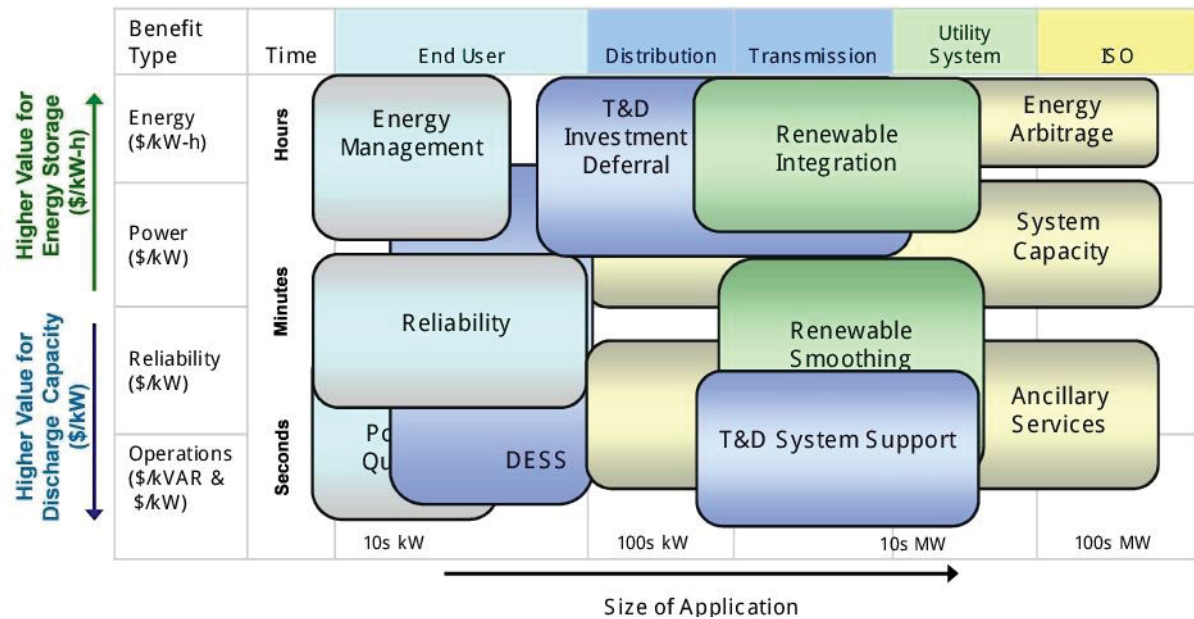 Benefit
Type
Time
End User
Distribution
Transmission
Utility
System
ISO
Higher Value for
Energy Storage
($/kW-h)
Higher Value for
Discharge Capacity
($/kW)
Energy
($/kW-h)
Power
($/kW)
Reliability
($/kW)
Operations
($/kVAR &
$/kW)
Hours
Minutes
Seconds
Energy
Management
T&D
Investment
Deferral
Renewable
Integration
Energy
Arbitrage
System
Capacity
Reliability
Renewable
Smoothing
Ancillary
Services
Po
Qu
DESS
T&D System Support
10s kW
100s kW
10s MW
100s MW
Size of Application